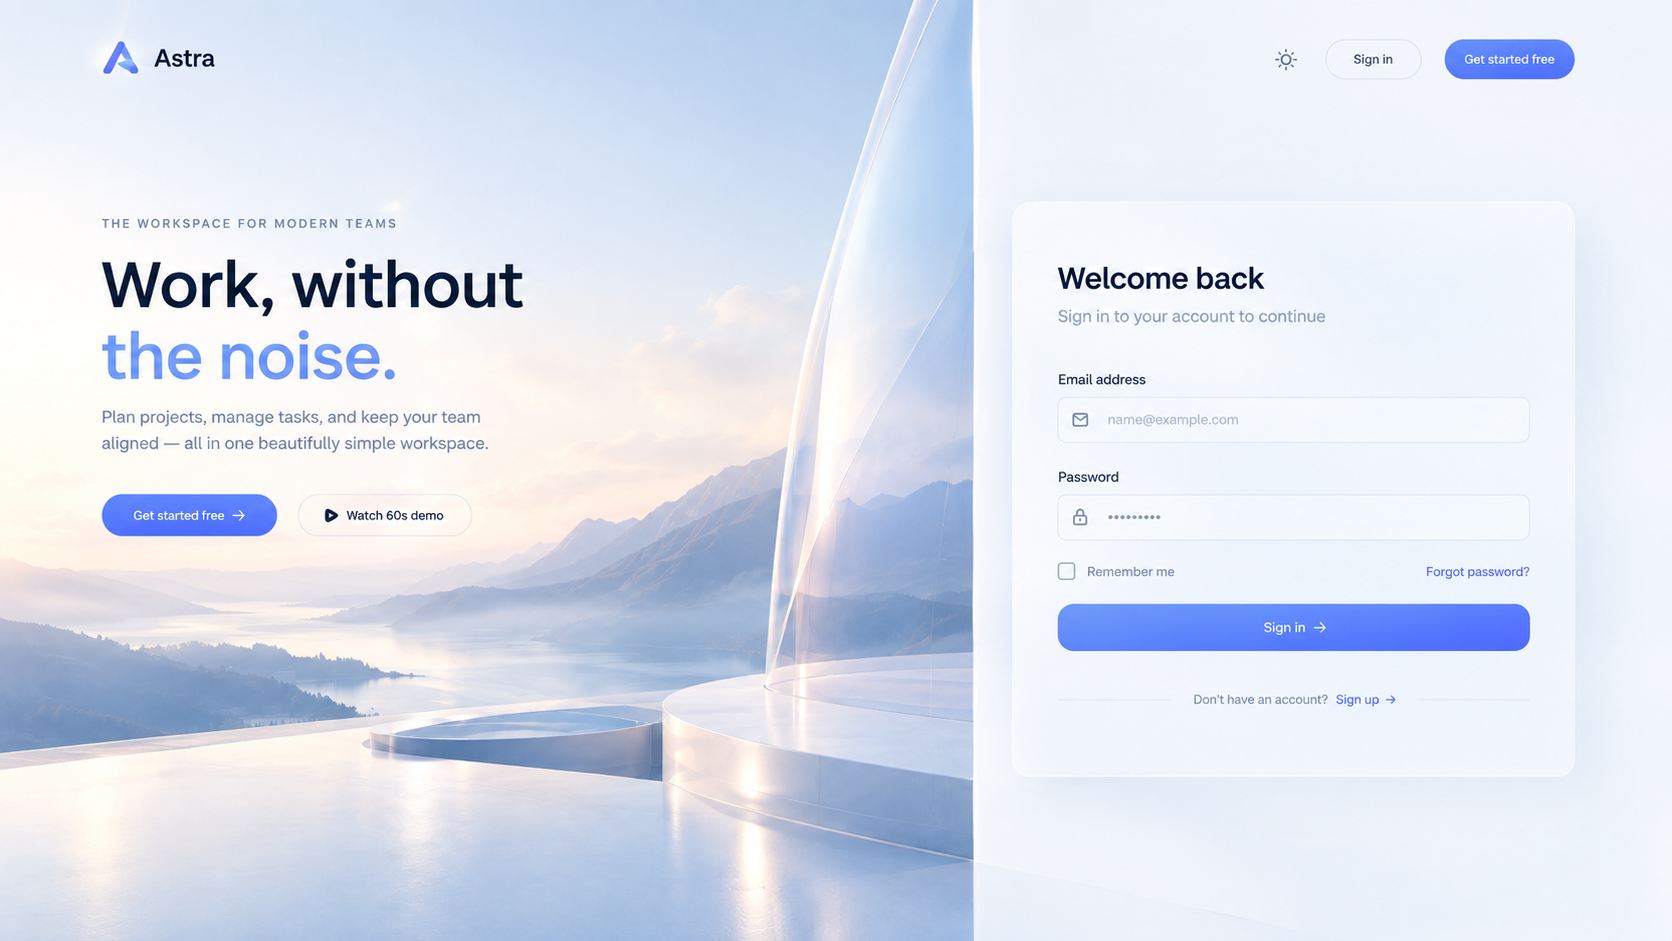 Astra
Sign in
Get started free
THE WORKSPACE FOR MODERN TEAMS
Work, without
the noise.
Plan projects, manage tasks, and keep your team
aligned — all in one beautifully simple workspace.
Get started free →
Watch 60s demo
Welcome back
Sign in to your account to continue
Email address
name@example.com
Password
•••••••••
Remember me
Forgot password?
Sign in →
Don't have an account? Sign up →